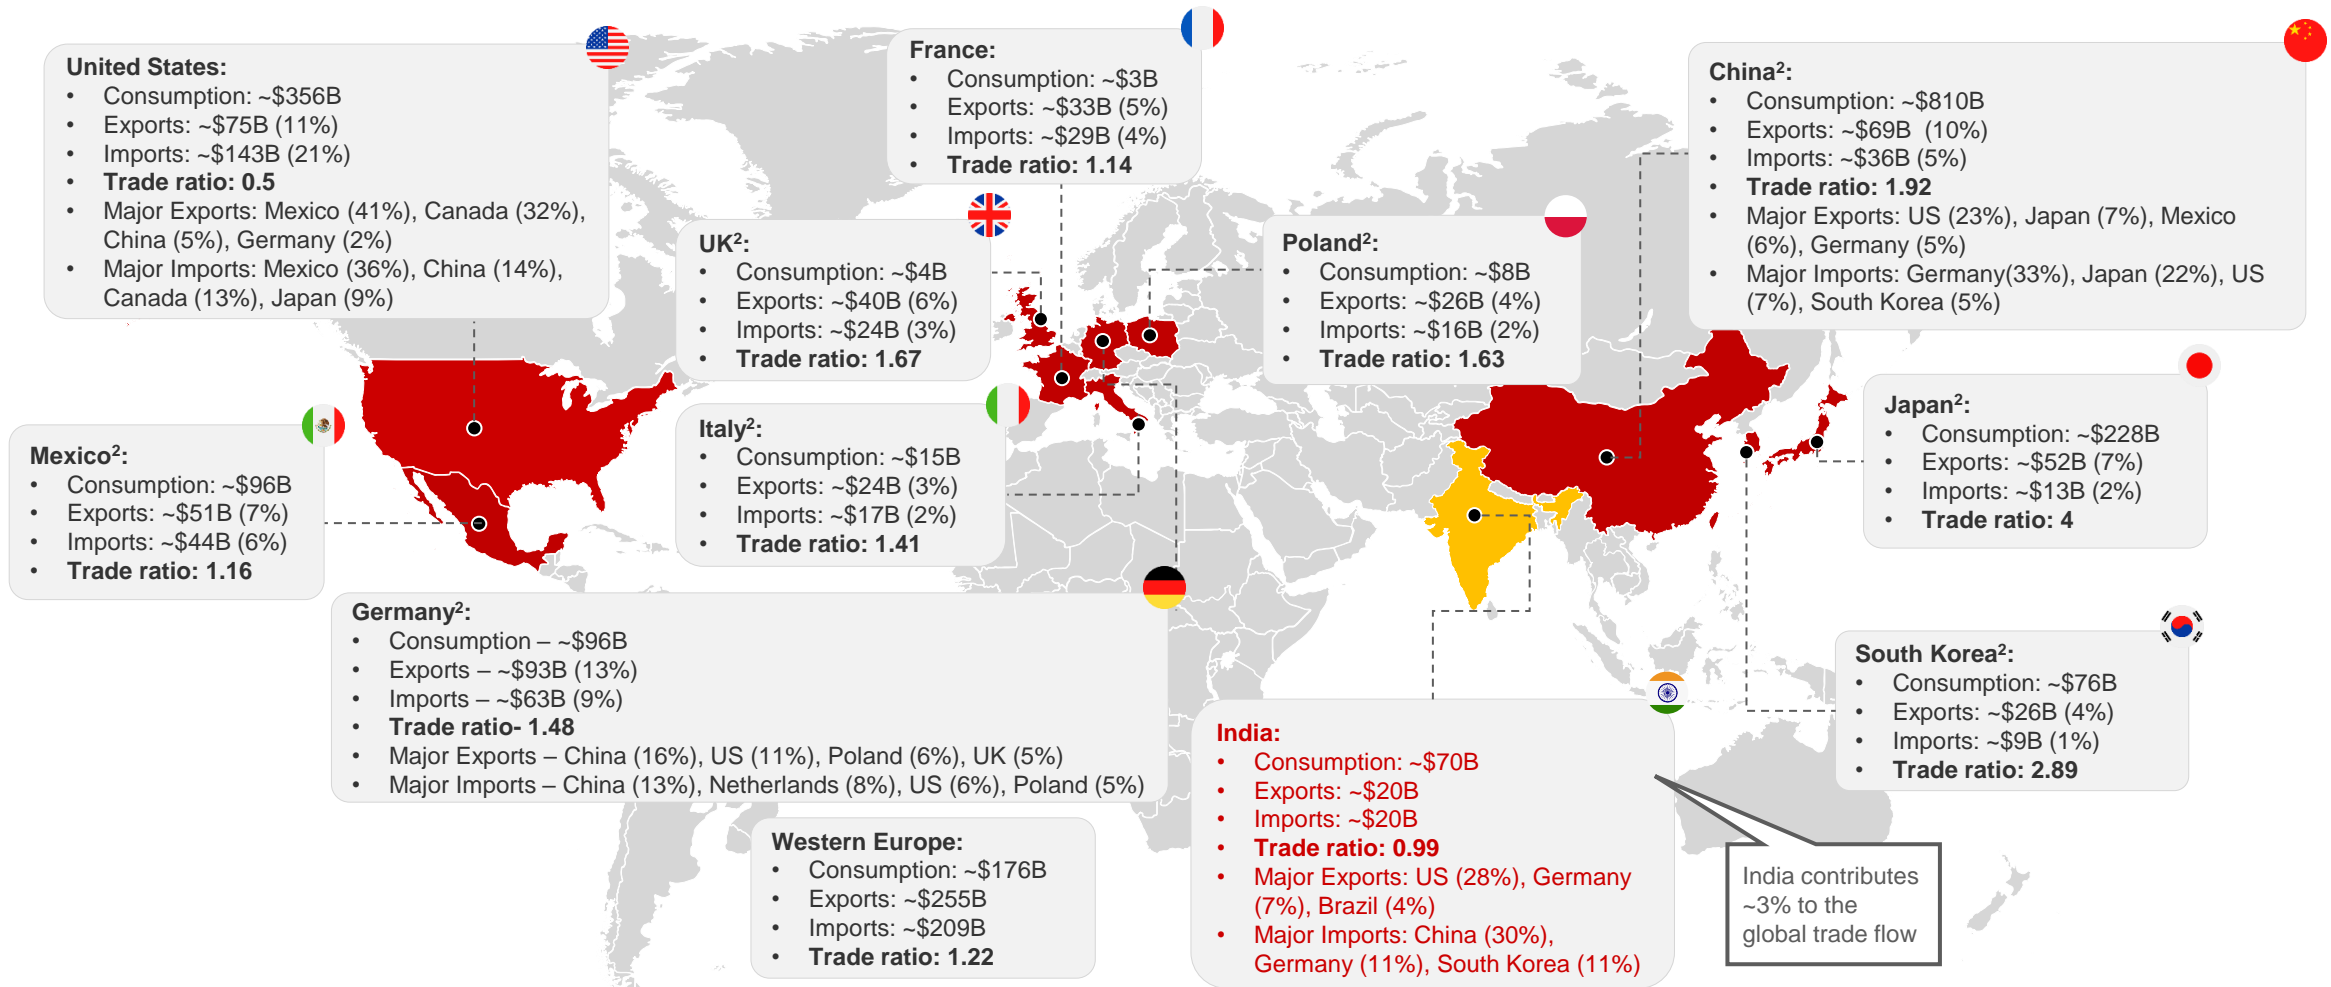 United States:
• Consumption: ~$356B
• Exports: ~$75B (11%)
• Imports: ~$143B (21%)
• Trade ratio: 0.5
• Major Exports: Mexico (41%), Canada (32%),
China (5%), Germany (2%)
• Major Imports: Mexico (36%), China (14%),
Canada (13%), Japan (9%)
France:
• Consumption: ~$3B
• Exports: ~$33B (5%)
• Imports: ~$29B (4%)
• Trade ratio: 1.14
China²:
• Consumption: ~$810B
• Exports: ~$69B (10%)
• Imports: ~$36B (5%)
• Trade ratio: 1.92
• Major Exports: US (23%), Japan (7%), Mexico
(6%), Germany (5%)
• Major Imports: Germany(33%), Japan (22%), US
(7%), South Korea (5%)
UK²:
• Consumption: ~$4B
• Exports: ~$40B (6%)
• Imports: ~$24B (3%)
• Trade ratio: 1.67
Poland²:
• Consumption: ~$8B
• Exports: ~$26B (4%)
• Imports: ~$16B (2%)
• Trade ratio: 1.63
Mexico²:
• Consumption: ~$96B
• Exports: ~$51B (7%)
• Imports: ~$44B (6%)
• Trade ratio: 1.16
Italy²:
• Consumption: ~$15B
• Exports: ~$24B (3%)
• Imports: ~$17B (2%)
• Trade ratio: 1.41
Japan²:
• Consumption: ~$228B
• Exports: ~$52B (7%)
• Imports: ~$13B (2%)
• Trade ratio: 4
Germany²:
• Consumption – ~$96B
• Exports – ~$93B (13%)
• Imports – ~$63B (9%)
• Trade ratio- 1.48
• Major Exports – China (16%), US (11%), Poland (6%), UK (5%)
• Major Imports – China (13%), Netherlands (8%), US (6%), Poland (5%)
South Korea²:
• Consumption: ~$76B
• Exports: ~$26B (4%)
• Imports: ~$9B (1%)
• Trade ratio: 2.89
Western Europe:
• Consumption: ~$176B
• Exports: ~$255B
• Imports: ~$209B
• Trade ratio: 1.22
India:
• Consumption: ~$70B
• Exports: ~$20B
• Imports: ~$20B
• Trade ratio: 0.99
• Major Exports: US (28%), Germany
(7%), Brazil (4%)
• Major Imports: China (30%),
Germany (11%), South Korea (11%)
India contributes
~3% to the
global trade flow